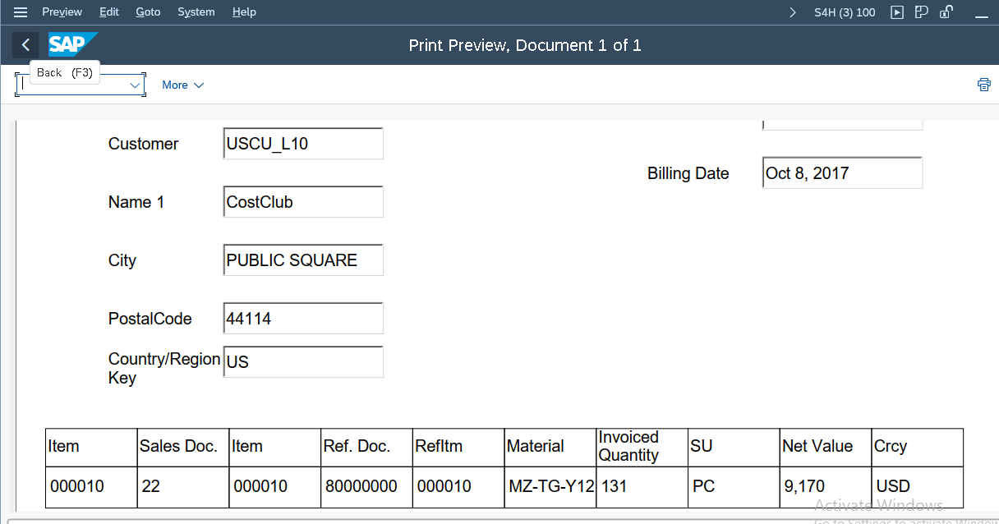 Preview Edit Goto System Help S4H (3) 100
SAP Print Preview, Document 1 of 1
Back (F3)
More
Customer USCU_L10
Billing Date Oct 8, 2017
Name 1 CostClub
City PUBLIC SQUARE
PostalCode 44114
Country/Region
Key
US
Item Sales Doc. Item Ref. Doc. RefItm Material Invoiced Quantity SU Net Value Crcy
000010 22 000010 80000000 000010 MZ-TG-Y12 131 PC 9,170 USD
Activate Windows
Go to Settings to activate Window